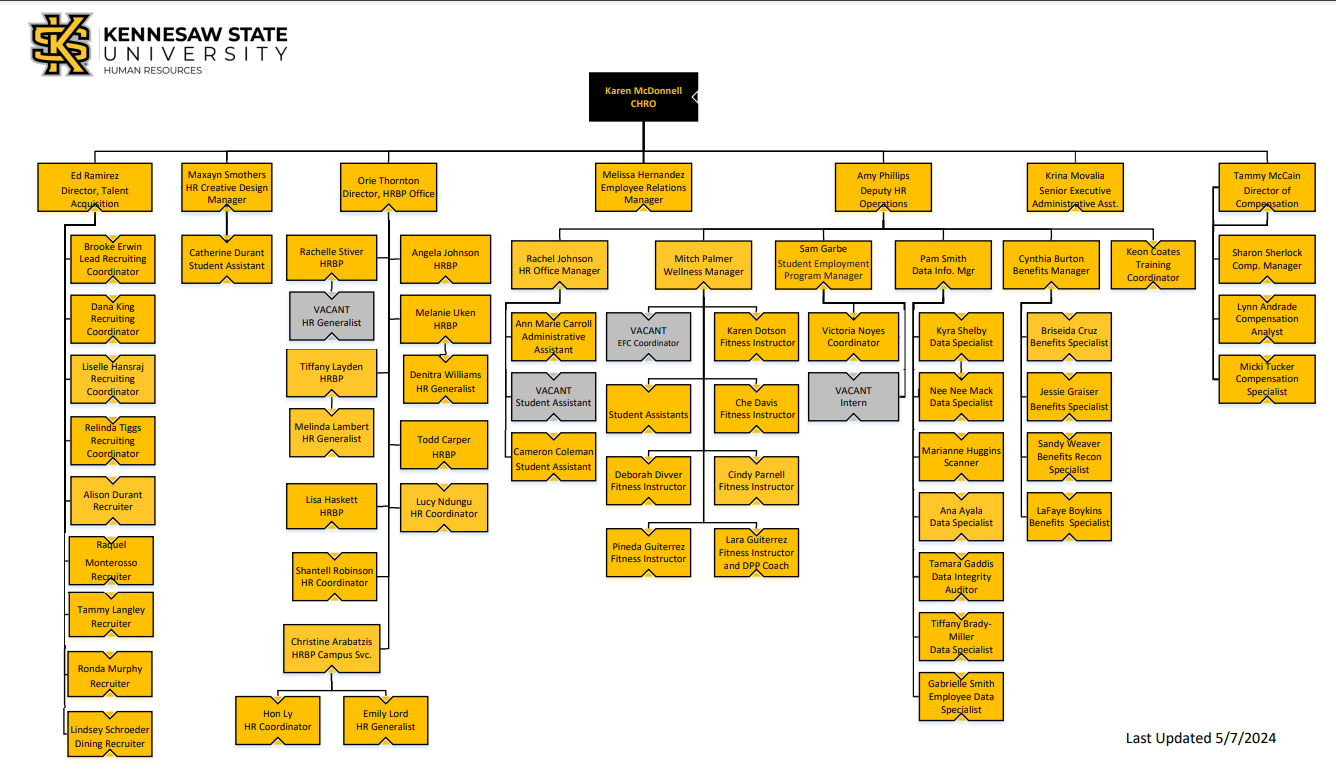 KENNESAW STATE
UNIVERSITY
HUMAN RESOURCES
Karen McDonnell
CHRO
Ed Ramirez
Director, Talent
Acquisition
Maxayn Smothers
HR Creative Design
Manager
Orie Thornton
Director, HRBP Office
Melissa Hernandez
Employee Relations
Manager
Amy Phillips
Deputy HR
Operations
Krina Movalia
Senior Executive
Administrative Asst.
Tammy McCain
Director of
Compensation
Brooke Erwin
Lead Recruiting
Coordinator
Dana King
Recruiting
Coordinator
Liselle Hansraj
Recruiting
Coordinator
Relinda Tiggs
Recruiting
Coordinator
Alison Durant
Recruiter
Raquel
Monterosso
Recruiter
Tammy Langley
Recruiter
Ronda Murphy
Recruiter
Lindsey Schroeder
Dining Recruiter
Catherine Durant
Student Assistant
Rachelle Stiver
HRBP
VACANT
HR Generalist
Tiffany Layden
HRBP
Melinda Lambert
HR Generalist
Lisa Haskett
HRBP
Shantell Robinson
HR Coordinator
Christine Arabatzis
HRBP Campus Svc.
Hon Ly
HR Coordinator
Emily Lord
HR Generalist
Angela Johnson
HRBP
Melanie Uken
HRBP
Denitra Williams
HR Generalist
Todd Carper
HRBP
Lucy Ndungu
HR Coordinator
Rachel Johnson
HR Office Manager
Ann Marie Carroll
Administrative
Assistant
VACANT
Student Assistant
Cameron Coleman
Student Assistant
Mitch Palmer
Wellness Manager
VACANT
EFC Coordinator
Karen Dotson
Fitness Instructor
Student Assistants
Che Davis
Fitness Instructor
Deborah Divver
Fitness Instructor
Cindy Parnell
Fitness Instructor
Pineda Guiterrez
Fitness Instructor
Lara Guiterrez
Fitness Instructor
and DPP Coach
Sam Garbe
Student Employment
Program Manager
Victoria Noyes
Coordinator
VACANT
Intern
Pam Smith
Data Info. Mgr
Kyra Shelby
Data Specialist
Nee Nee Mack
Data Specialist
Marianne Huggins
Scanner
Ana Ayala
Data Specialist
Tamara Gaddis
Data Integrity
Auditor
Tiffany Brady-
Miller
Data Specialist
Gabrielle Smith
Employee Data
Specialist
Cynthia Burton
Benefits Manager
Briseida Cruz
Benefits Specialist
Jessie Graiser
Benefits Specialist
Sandy Weaver
Benefits Recon
Specialist
LaFaye Boykins
Benefits Specialist
Keon Coates
Training
Coordinator
Sharon Sherlock
Comp. Manager
Lynn Andrade
Compensation
Analyst
Micki Tucker
Compensation
Specialist
Last Updated 5/7/2024